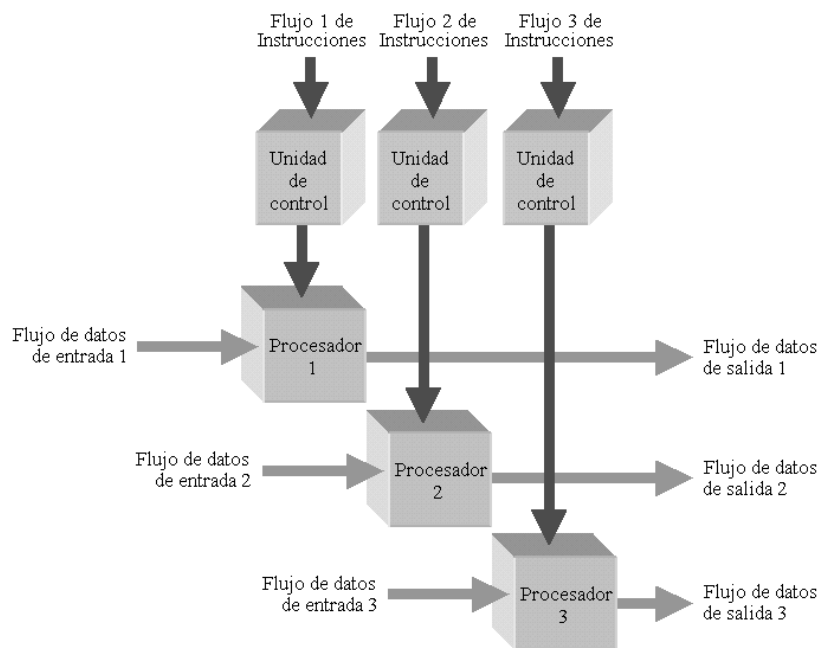 Flujo 1 de
Instrucciones
Flujo 2 de
Instrucciones
Flujo 3 de
Instrucciones
Unidad
de
control
Unidad
de
control
Unidad
de
control
Flujo de datos
de entrada 1
Procesador
1
Flujo de datos
de salida 1
Flujo de datos
de entrada 2
Procesador
2
Flujo de datos
de salida 2
Flujo de datos
de entrada 3
Procesador
3
Flujo de datos
de salida 3